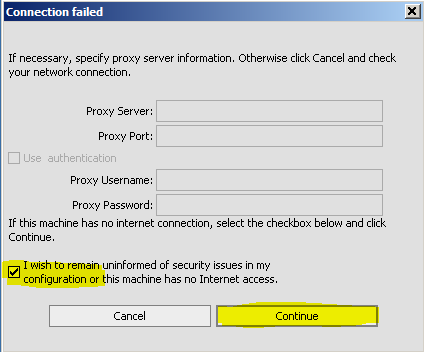 Connection failed
If necessary, specify proxy server information. Otherwise click Cancel and check
your network connection.
Proxy Server:
Proxy Port:
Use authentication
Proxy Username:
Proxy Password:
If this machine has no internet connection, select the checkbox below and click
Continue.
I wish to remain uninformed of security issues in my
configuration or this machine has no Internet access.
Cancel
Continue